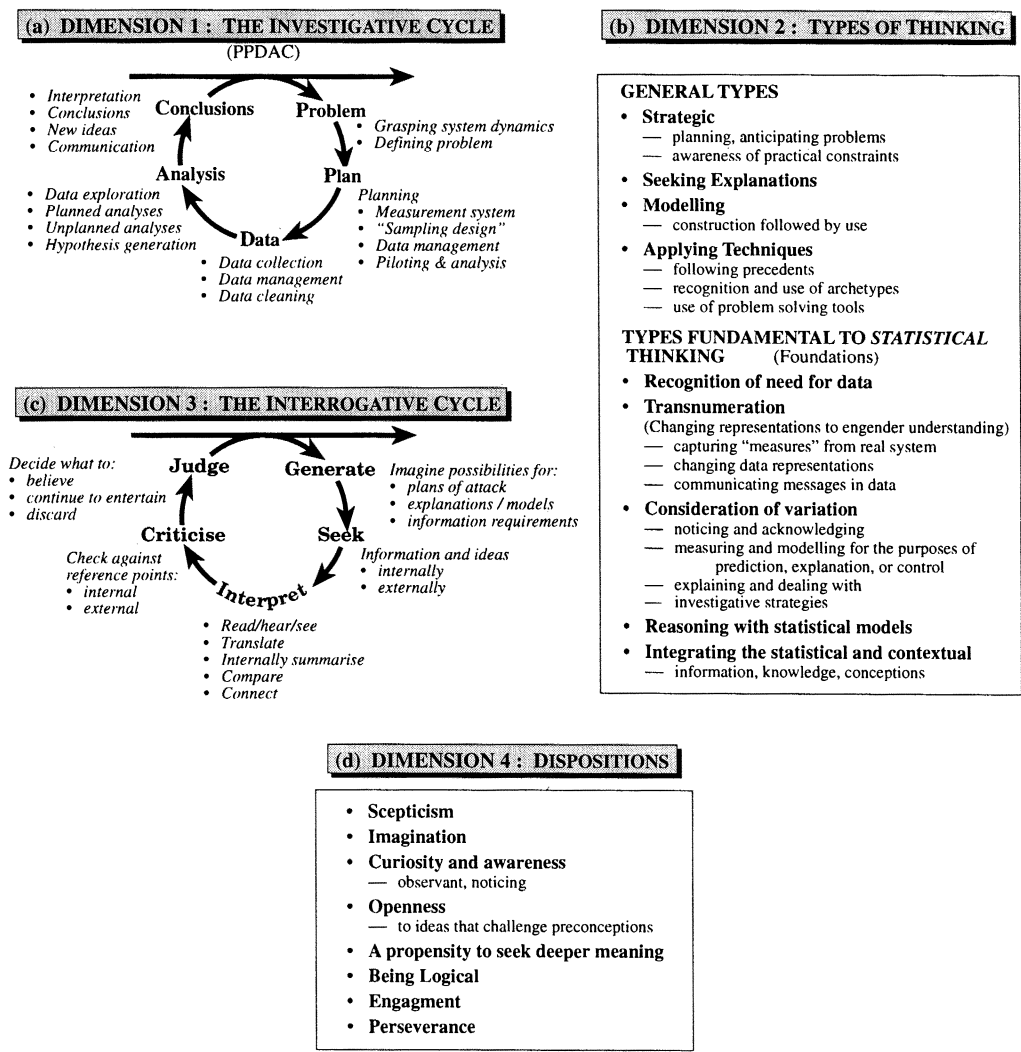 (a) DIMENSION 1 : THE INVESTIGATIVE CYCLE
(PPDAC)
• Interpretation
• Conclusions
• New ideas
• Communication
Conclusions
Problem
• Grasping system dynamics
• Defining problem
Analysis
Plan
• Data exploration
• Planned analyses
• Unplanned analyses
• Hypothesis generation
Planning
• Measurement system
• “Sampling design”
• Data management
• Piloting & analysis
Data
• Data collection
• Data management
• Data cleaning
(b) DIMENSION 2 : TYPES OF THINKING
GENERAL TYPES
• Strategic
— planning, anticipating problems
— awareness of practical constraints
• Seeking Explanations
• Modelling
— construction followed by use
• Applying Techniques
— following precedents
— recognition and use of archetypes
— use of problem solving tools
TYPES FUNDAMENTAL TO STATISTICAL
THINKING (Foundations)
• Recognition of need for data
• Transnumeration
(Changing representations to engender understanding)
— capturing “measures” from real system
— changing data representations
— communicating messages in data
• Consideration of variation
— noticing and acknowledging
— measuring and modelling for the purposes of
prediction, explanation, or control
— explaining and dealing with
— investigative strategies
• Reasoning with statistical models
• Integrating the statistical and contextual
— information, knowledge, conceptions
(c) DIMENSION 3 : THE INTERROGATIVE CYCLE
Decide what to:
• believe
• continue to entertain
• discard
Judge
Generate
Imagine possibilities for:
• plans of attack
• explanations / models
• information requirements
Criticise
Seek
Check against
reference points:
• internal
• external
Information and ideas
• internally
• externally
Interpret
• Read/hear/see
• Translate
• Internally summarise
• Compare
• Connect
(d) DIMENSION 4 : DISPOSITIONS
• Scepticism
• Imagination
• Curiosity and awareness
— observant, noticing
• Openness
— to ideas that challenge preconceptions
• A propensity to seek deeper meaning
• Being Logical
• Engagment
• Perseverance